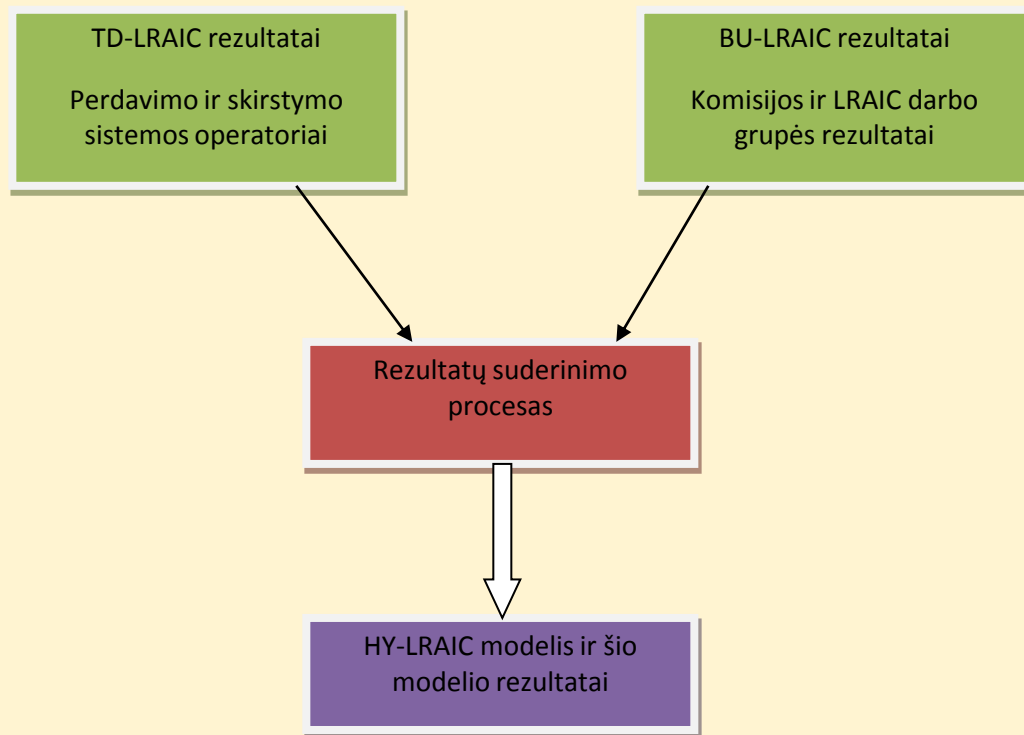 TD-LRAIC rezultatai
Perdavimo ir skirstymo
sistemos operatoriai
BU-LRAIC rezultatai
Komisijos ir LRAIC darbo
grupės rezultatai
Rezultatų suderinimo
procesas
HY-LRAIC modelis ir šio
modelio rezultatai